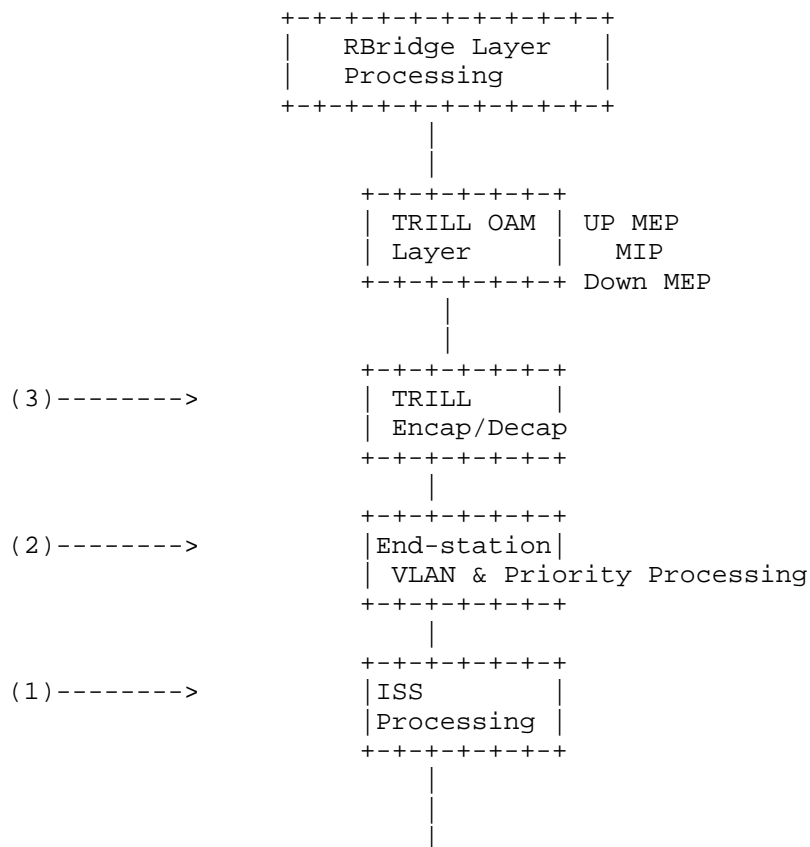 +-+-+-+-+-+-+-+-+-+-+
| RBridge Layer |
| Processing |
+-+-+-+-+-+-+-+-+-+-+
|
|
+-+-+-+-+-+-+
| TRILL OAM | UP MEP
| Layer | MIP
+-+-+-+-+-+-+ Down MEP
|
|
+-+-+-+-+-+-+
(3)--------> | TRILL |
| Encap/Decap
+-+-+-+-+-+-+
|
+-+-+-+-+-+-+
(2)--------> |End-station|
| VLAN & Priority Processing
+-+-+-+-+-+-+
|
+-+-+-+-+-+-+
(1)--------> |ISS |
|Processing |
+-+-+-+-+-+-+
|
|
|